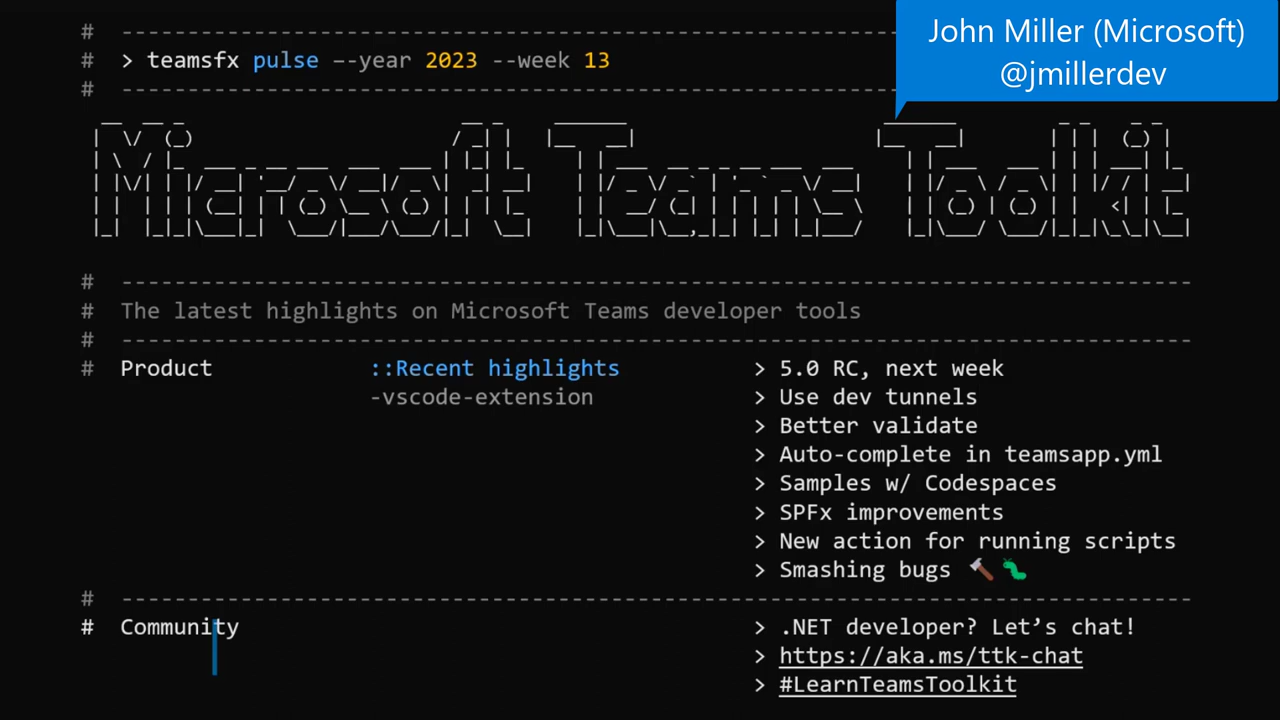 # --------------------------------------------------------------------------------
# > teamsfx pulse --year 2023 --week 13
# --------------------------------------------------------------------------------
John Miller (Microsoft)
@jmillerdev
Microsoft Teams Toolkit
# --------------------------------------------------------------------------------
# The latest highlights on Microsoft Teams developer tools
# --------------------------------------------------------------------------------
# Product ::Recent highlights > 5.0 RC, next week
-vscode-extension > Use dev tunnels
> Better validate
> Auto-complete in teamsapp.yml
> Samples w/ Codespaces
> SPFx improvements
> New action for running scripts
> Smashing bugs 🔨 🐛
# --------------------------------------------------------------------------------
# Community > .NET developer? Let’s chat!
> https://aka.ms/ttk-chat
> #LearnTeamsToolkit